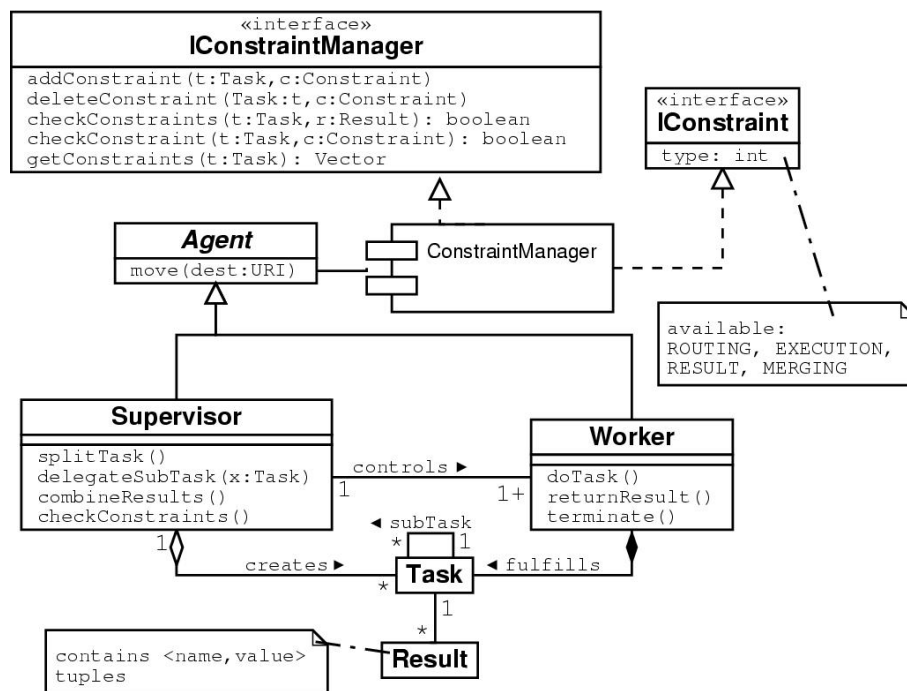 «interface»
IConstraintManager
addConstraint(t:Task,c:Constraint)
deleteConstraint(Task:t,c:Constraint)
checkConstraints(t:Task,r:Result): boolean
checkConstraint(t:Task,c:Constraint): boolean
getConstraints(t:Task): Vector
«interface»
IConstraint
type: int
Agent
move(dest:URI)
ConstraintManager
available:
ROUTING, EXECUTION,
RESULT, MERGING
Supervisor
splitTask()
delegateSubTask(x:Task)
combineResults()
checkConstraints()
controls ►
1
1+
Worker
doTask()
returnResult()
terminate()
◄ subTask
*
1
1
creates ►
*
Task
◄ fulfills
1
*
Result
contains <name,value>
tuples